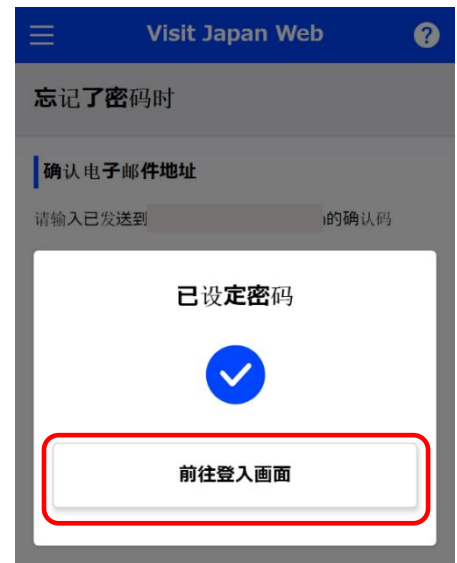 Visit Japan Web
?
忘记了密码时
确认电子邮件地址
请输入已发送到 的确认码
已设定密码
前往登入画面